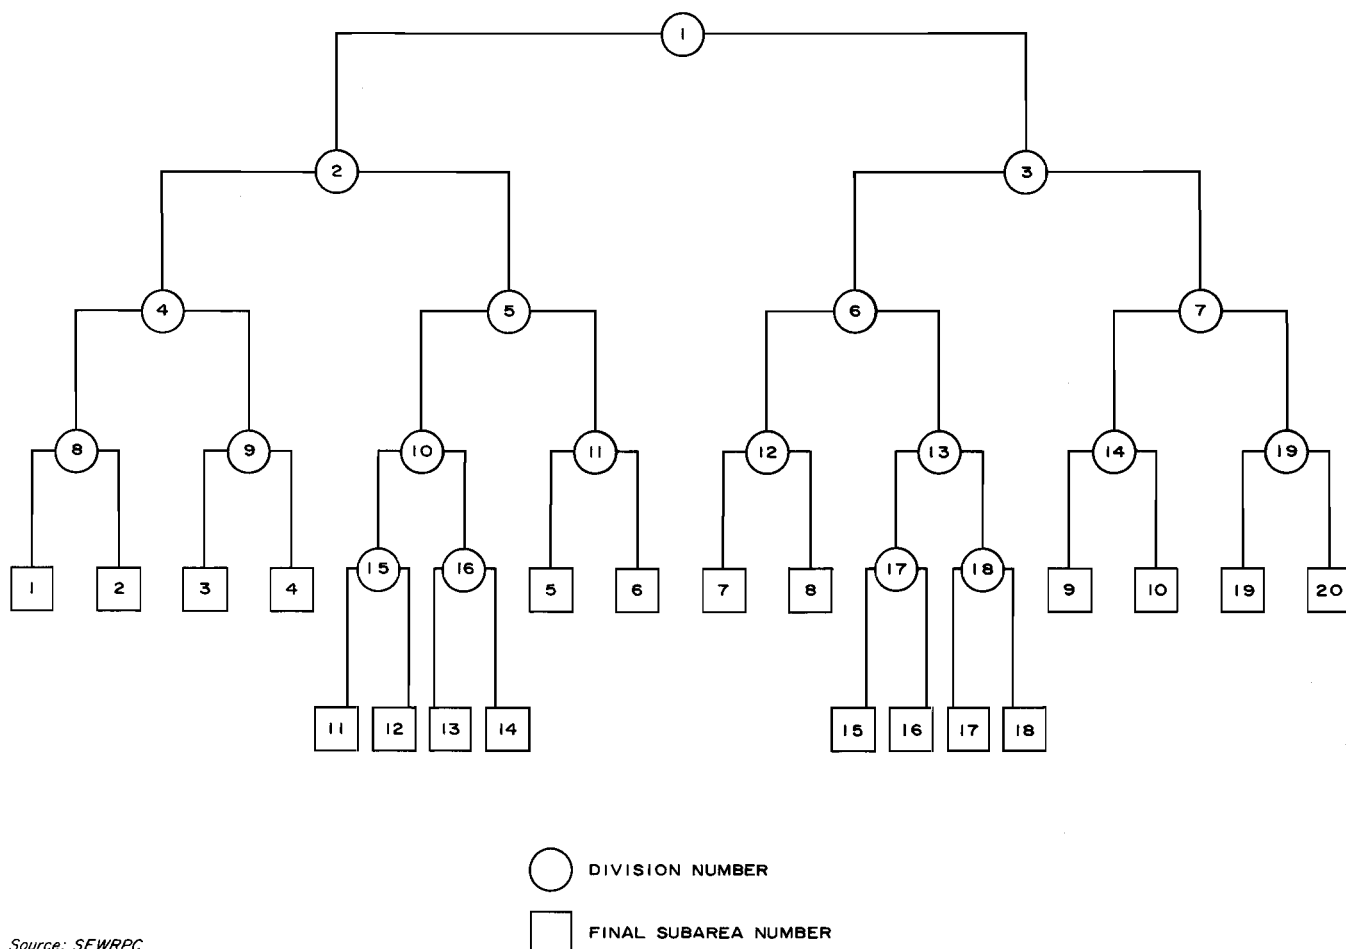 1
2 3
4 5 6 7
8 9 10 11 12 13 14 19
15 16 17 18
1 2 3 4 5 6 7 8 9 10 19 20
11 12 13 14 15 16 17 18
DIVISION NUMBER
FINAL SUBAREA NUMBER
Source: SEWRPC